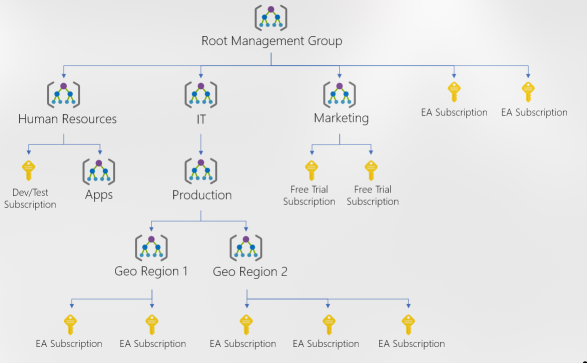 Root Management Group
Human Resources
IT
Marketing
EA Subscription
EA Subscription
Dev/Test
Subscription
Apps
Production
Free Trial
Subscription
Free Trial
Subscription
Geo Region 1
Geo Region 2
EA Subscription
EA Subscription
EA Subscription
EA Subscription
EA Subscription